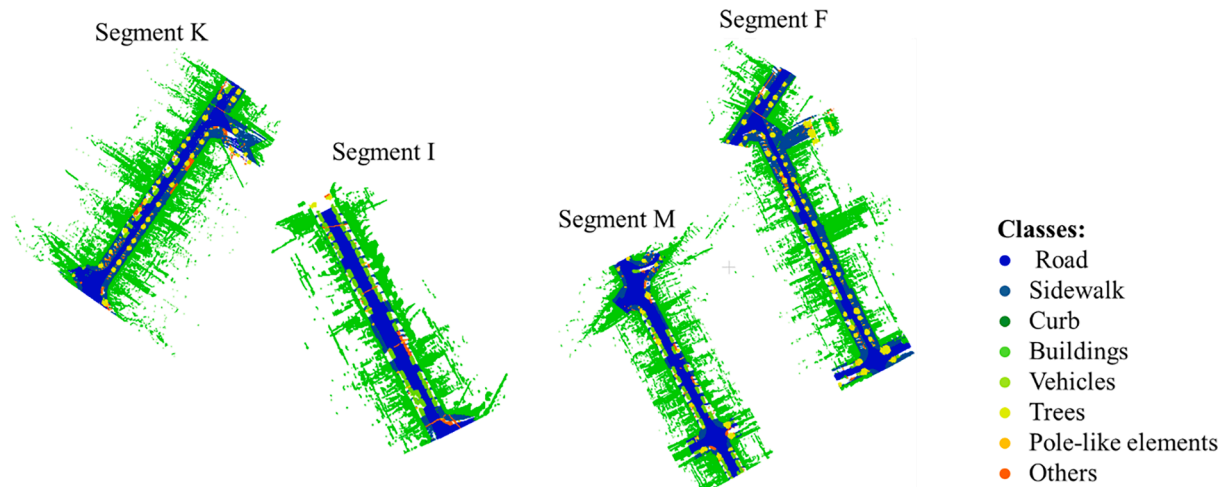 Segment K
Segment F
Segment I
Segment M
Classes:
Road
Sidewalk
Curb
Buildings
Vehicles
Trees
Pole-like elements
Others